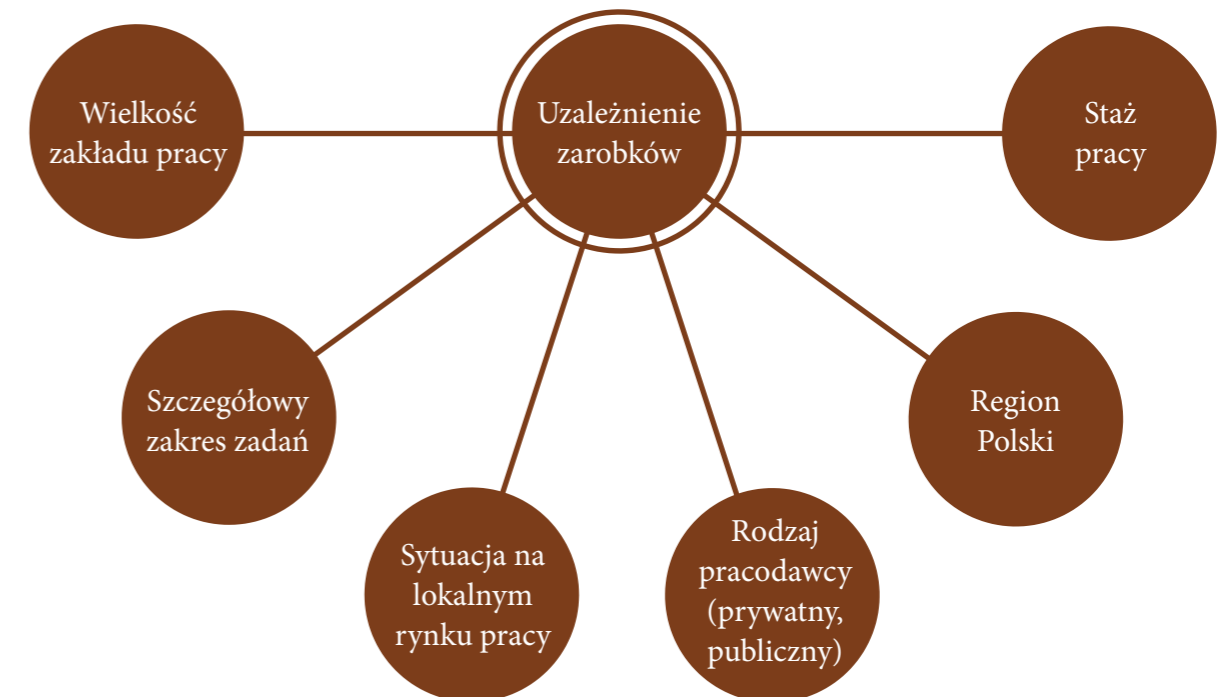 Wielkość
zakładu pracy
Uzależnienie
zarobków
Staż
pracy
Szczegółowy
zakres zadań
Region
Polski
Sytuacja na
lokalnym
rynku pracy
Rodzaj
pracodawcy
(prywatny,
publiczny)